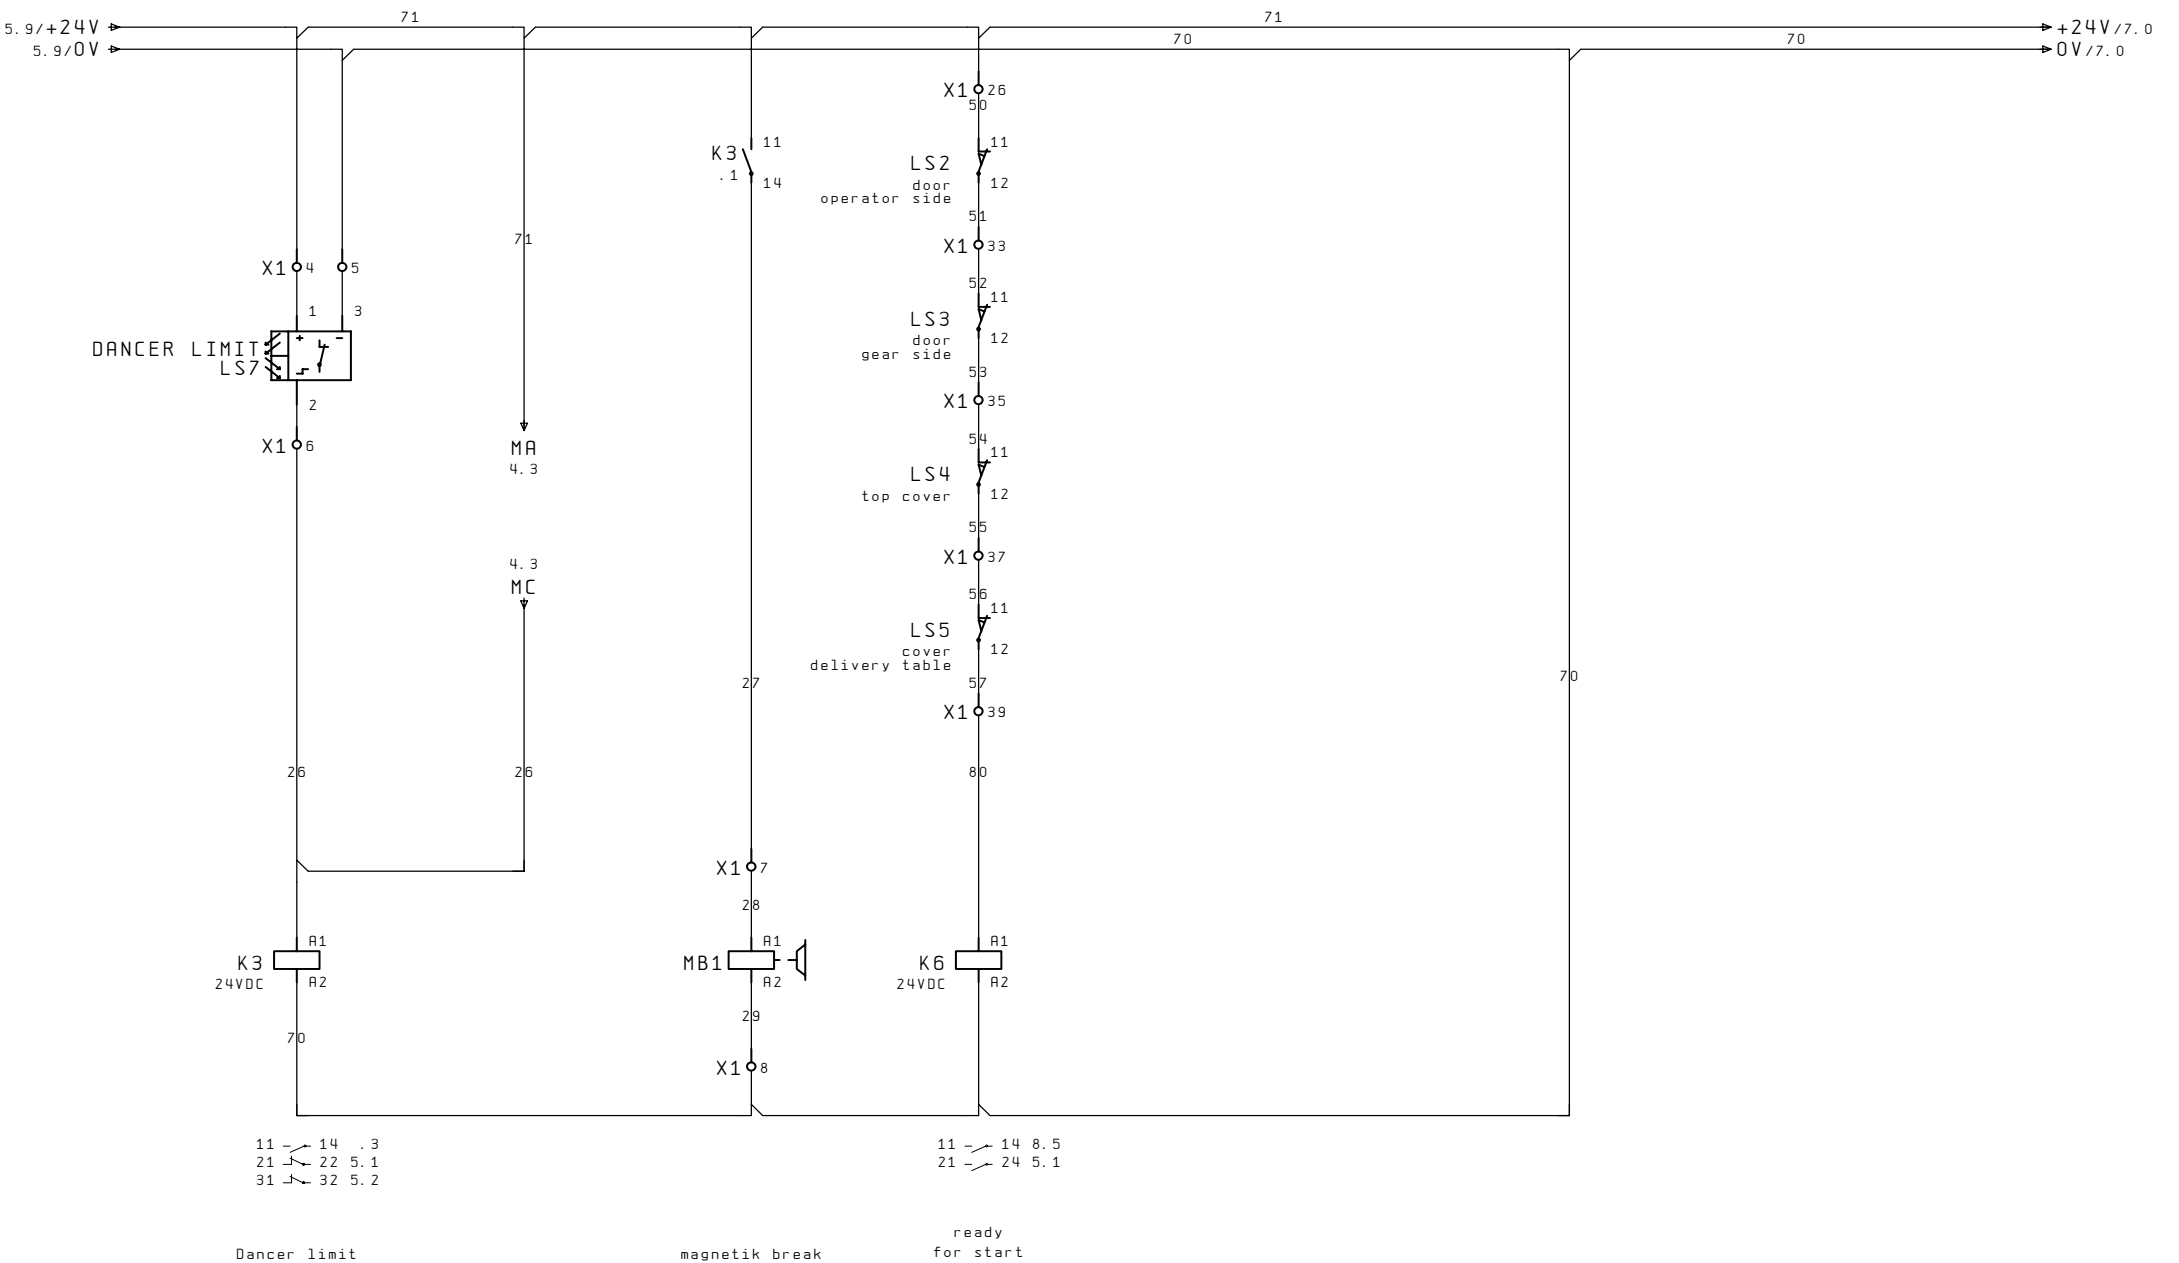 71
71
5.9/+24V
+24V/7.0
70
70
5.9/0V
0V/7.0
X1 26
50
K3 11
.1 14
LS2 11
door 12
operator side
51
71
X1 33
X1 4 5
52
1 3
11
LS3
DANCER LIMIT
LS7
door 12
gear side
53
2
X1 35
X1 6
54
MA
4.3
11
LS4
top cover 12
55
4.3
X1 37
MC
56
11
LS5
cover 12
delivery table
70
27
57
X1 39
26
26
80
X1 7
28
A1
A1
A1
K3
MB1
K6
24VDC A2
A2
24VDC A2
29
70
X1 8
11 14 .3
11 14 8.5
21 22 5.1
21 24 5.1
31 32 5.2
ready
for start
Dancer limit
magnetik break